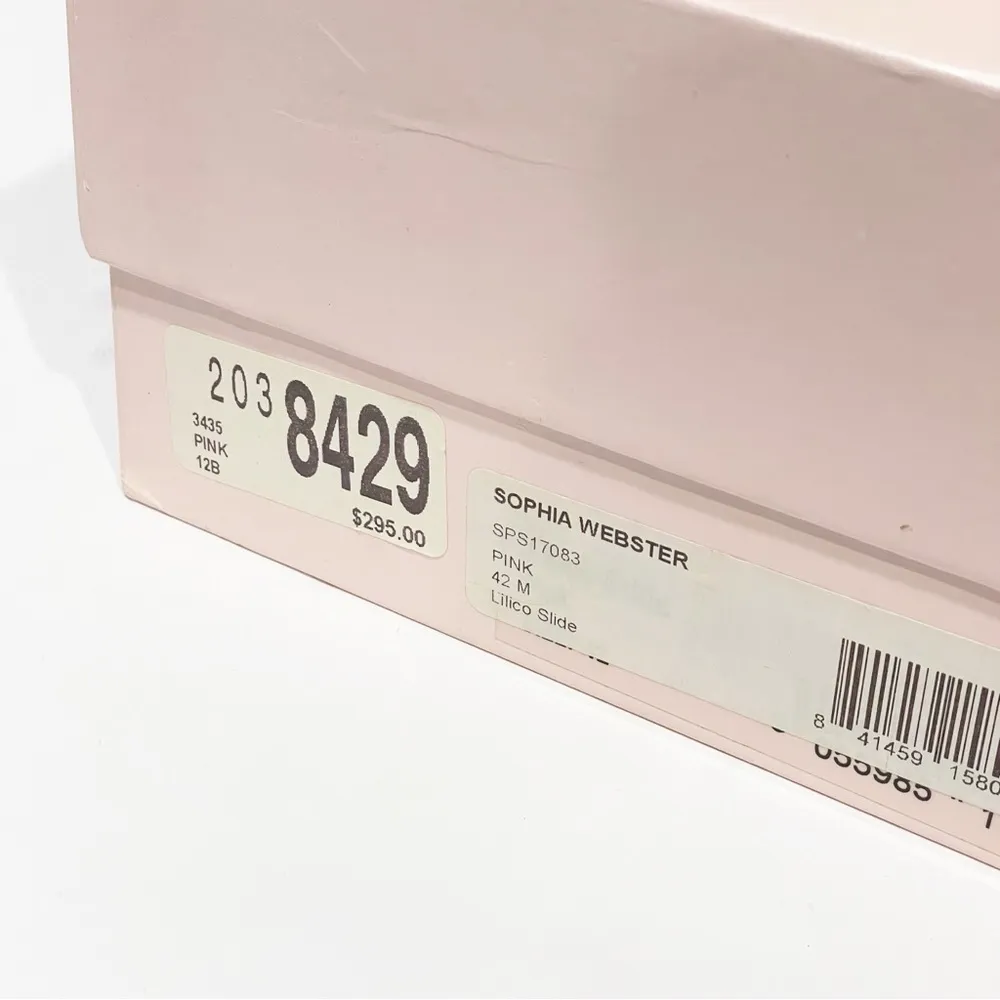 203 8429
3435
PINK
12B
$295.00
SOPHIA WEBSTER
SPS17083
PINK
42 M
Lilico Slide
8 41459 1580